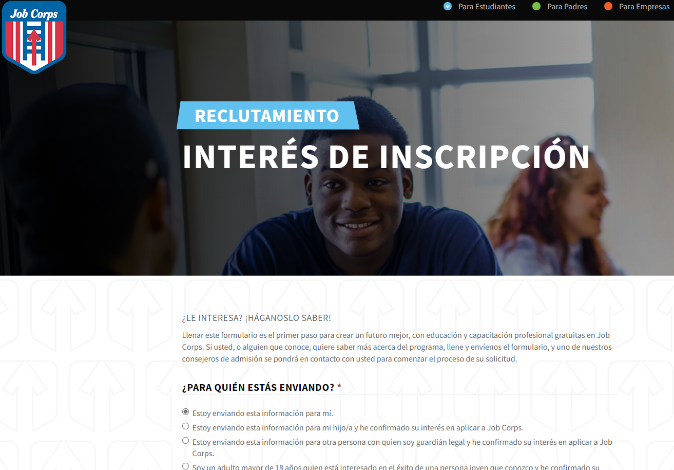 Job Corps
Para Estudiantes
Para Padres
Para Empresas
RECLUTAMIENTO
INTERÉS DE INSCRIPCIÓN
¿LE INTERESA? ¡HÁGANOSLO SABER!
Llenar este formulario es el primer paso para crear un futuro mejor, con educación y capacitación profesional gratuitas en Job
Corps. Si usted, o alguien que conoce, quiere saber más acerca del programa, llene y envíenos el formulario, y uno de nuestros
consejeros de admisión se pondrá en contacto con usted para comenzar el proceso de su solicitud.
¿PARA QUIÉN ESTÁS ENVIANDO? *
Estoy enviando esta información para mí.
Estoy enviando esta información para mi hijo/a y he confirmado su interés en aplicar a Job Corps.
Estoy enviando esta información para otra persona con quien soy guardián legal y he confirmado su interés en aplicar a Job
Corps.
Soy un adulto mayor de 18 años quien está interesado en el éxito de una persona joven que conozco y he confirmado su